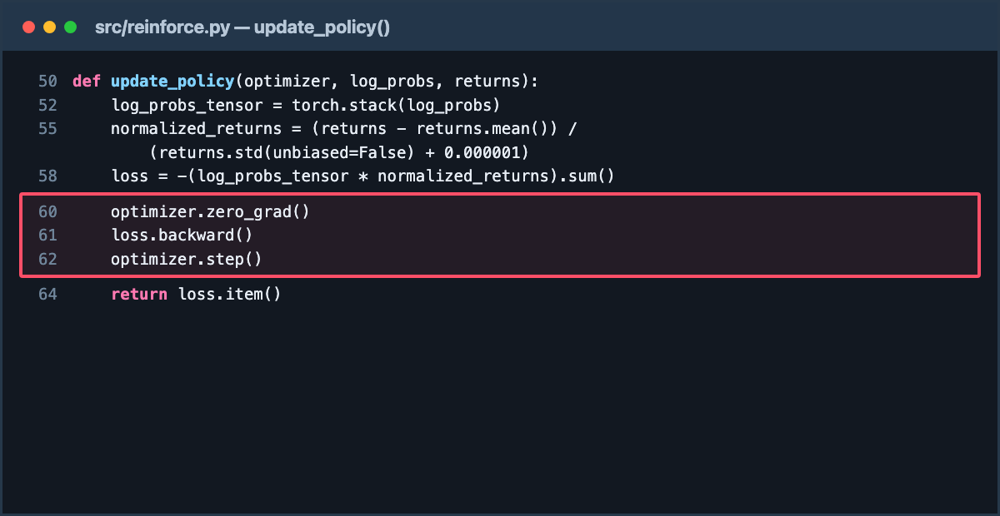 src/reinforce.py — update_policy()
50 def update_policy(optimizer, log_probs, returns):
52     log_probs_tensor = torch.stack(log_probs)
55     normalized_returns = (returns - returns.mean()) /
        (returns.std(unbiased=False) + 0.000001)
58     loss = -(log_probs_tensor * normalized_returns).sum()
60     optimizer.zero_grad()
61     loss.backward()
62     optimizer.step()
64     return loss.item()